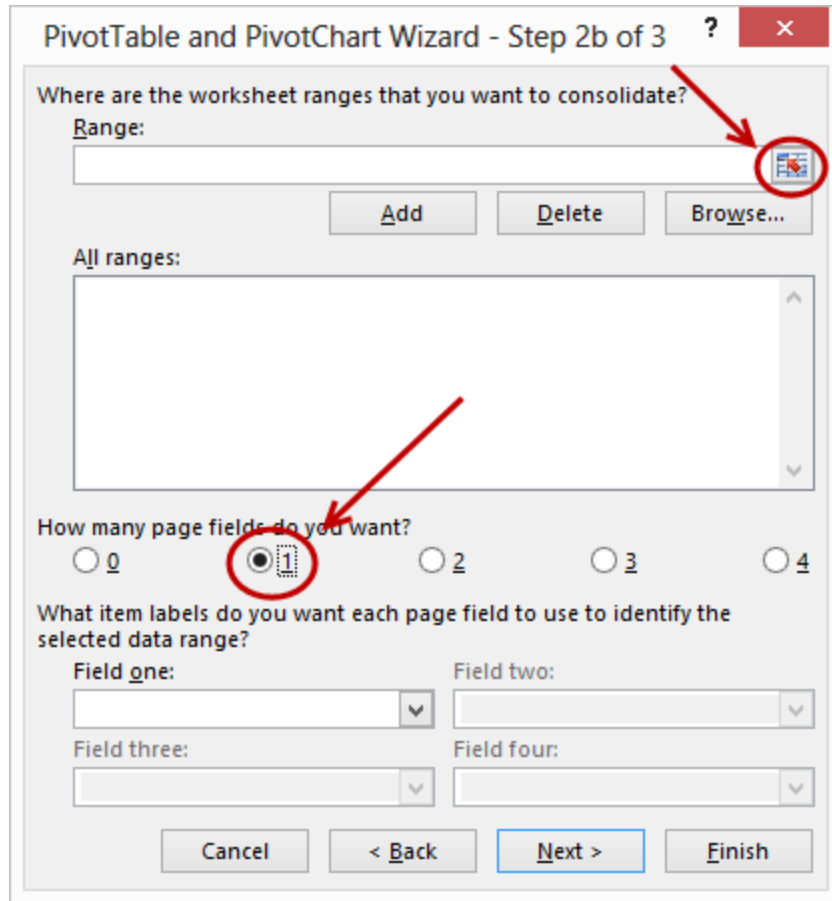 PivotTable and PivotChart Wizard - Step 2b of 3 ?
Where are the worksheet ranges that you want to consolidate?
Range:
Add Delete Browse...
All ranges:
How many page fields do you want?
0 1 2 3 4
What item labels do you want each page field to use to identify the
selected data range?
Field one: Field two:
Field three: Field four:
Cancel < Back Next > Finish